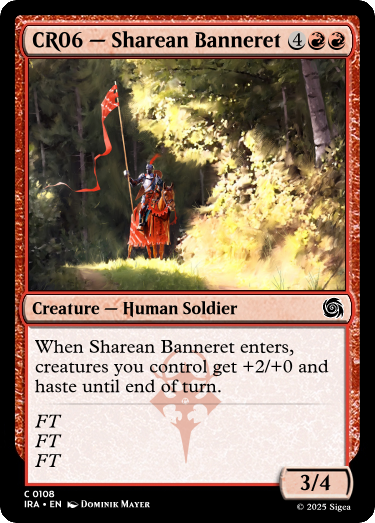 CR06 — Sharean Banneret 4
Creature — Human Soldier
When Sharean Banneret enters,
creatures you control get +2/+0 and
haste until end of turn.
FT
FT
FT
3/4
C 0108
IRA • EN Dominik Mayer
© 2025 Sigea